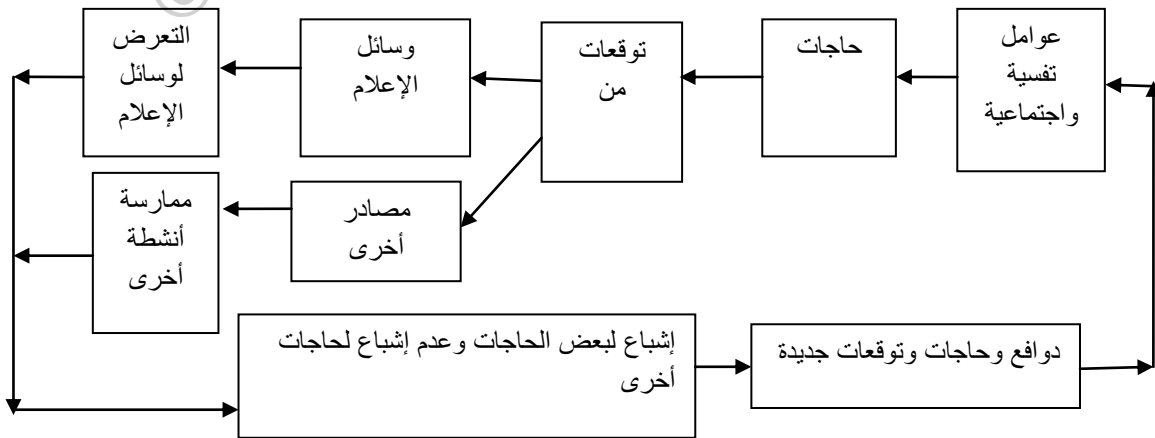 عوامل
تفسية
واجتماعية
حاجات
توقعات
من
وسائل
الإعلام
التعرض
لوسائل
الإعلام
مصادر
أخرى
ممارسة
أنشطة
أخرى
إشباع لبعض الحاجات وعدم إشباع لحاجات
أخرى
دوافع وحاجات وتوقعات جديدة